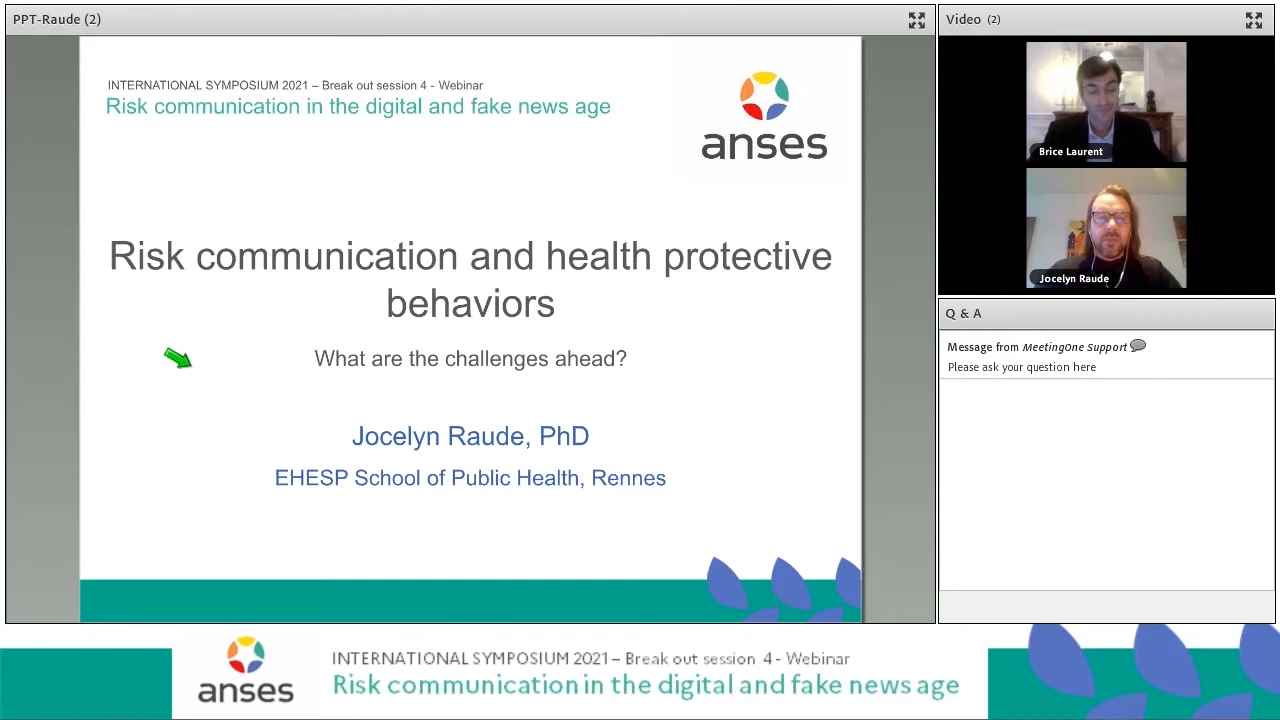 PPT-Raude (2)
INTERNATIONAL SYMPOSIUM 2021 – Break out session 4 - Webinar
Risk communication in the digital and fake news age
anses
Risk communication and health protective
behaviors
What are the challenges ahead?
Jocelyn Raude, PhD
EHESP School of Public Health, Rennes
Video (2)
Brice Laurent
Jocelyn Raude
Q & A
Message from MeetingOne Support
Please ask your question here
anses
INTERNATIONAL SYMPOSIUM 2021 – Break out session 4 - Webinar
Risk communication in the digital and fake news age